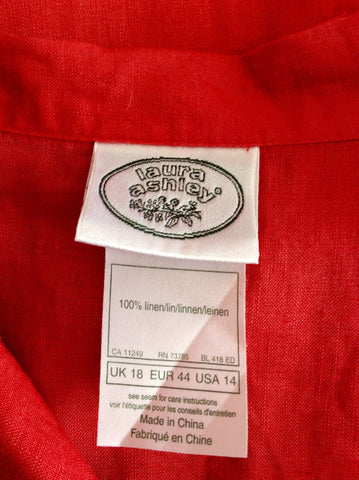 laura
ashley®
100% linen/lin/linnen/leinen
CA 11249 RN 73785 BL 418 ED
UK 18 EUR 44 USA 14
see seam for care instructions
voir l'étiquette pour les conseils d'entretien
Made in China
Fabriqué en Chine